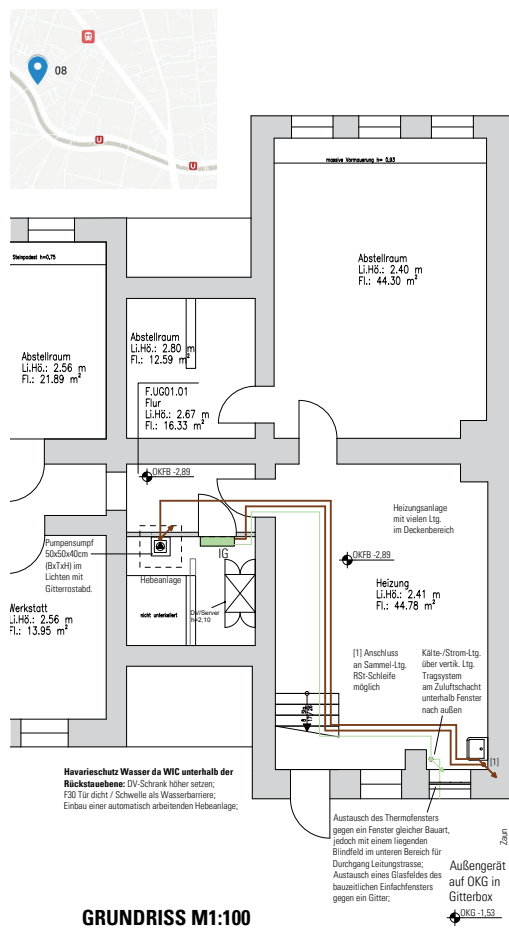 08
massive Vormauerung h= 0,93
Steinpodest h=0,75
Abstellraum
Li.Hö.: 2.40 m
Fl.: 44.30 m²
Abstellraum
Li.Hö.: 2.80 m
Fl.: 12.59 m²
Abstellraum
Li.Hö.: 2.56 m
Fl.: 21.89 m²
F.UG01.01
Flur
Li.Hö.: 2.67 m
Fl.: 16.33 m²
OKFB -2,89
Heizungsanlage
mit vielen Ltg.
im Deckenbereich
Pumpensumpf
50x50x40cm
(BxTxH) im
Lichten mit
Gitterrostabd.
IG
Hebeanlage
OKFB -2,89
Heizung
Li.Hö.: 2.41 m
Fl.: 44.78 m²
Werkstatt
Li.Hö.: 2.56 m
Fl.: 13.95 m²
nicht unterkellert
DV/Server
h=2,10
[1] Anschluss
an Sammel-Ltg.
RSt-Schleife
möglich
Kälte-/Strom-Ltg.
über vertik. Ltg.
Tragsystem
am Zuluftschacht
unterhalb Fenster
nach außen
[1]
Havarieschutz Wasser da WIC unterhalb der
Rückstauebene: DV-Schrank höher setzen;
F30 Tür dicht / Schwelle als Wasserbarriere;
Einbau einer automatisch arbeitenden Hebeanlage;
Austausch des Thermofensters
gegen ein Fenster gleicher Bauart,
jedoch mit einem liegenden
Blindfeld im unteren Bereich für
Durchgang Leitungstrasse;
Austausch eines Glasfeldes des
bauzeitlichen Einfachfensters
gegen ein Gitter;
Zaun
Außengerät
auf OKG in
Gitterbox
OKG -1,53
GRUNDRISS M1:100